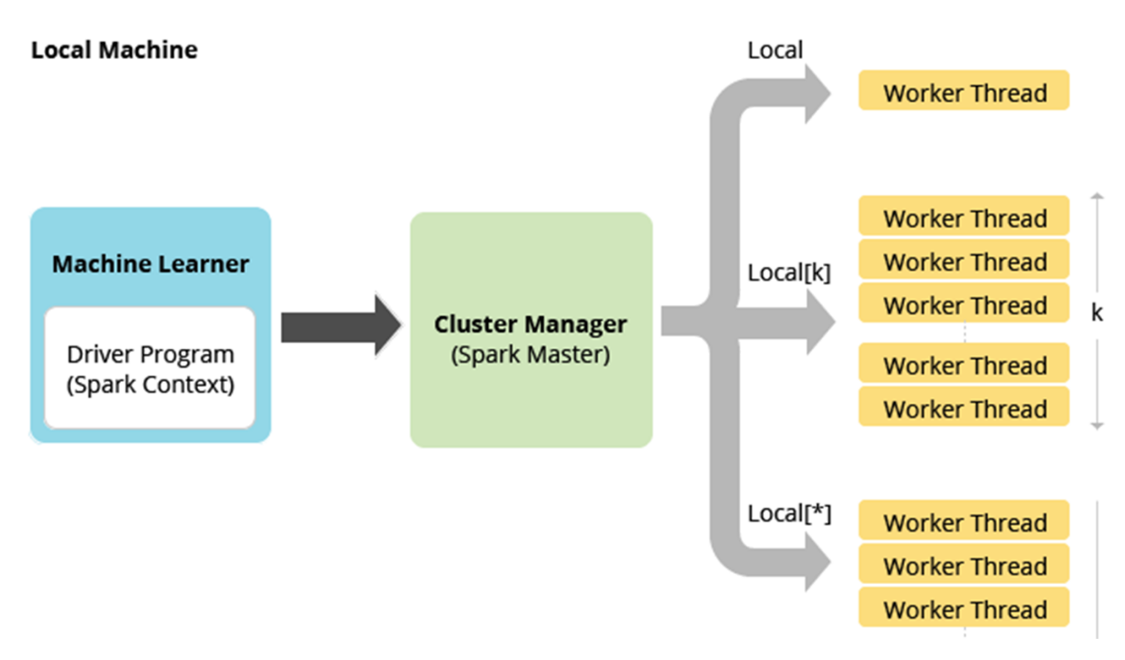 Local Machine
Machine Learner
Driver Program
(Spark Context)
Cluster Manager
(Spark Master)
Local
Worker Thread
Local[k]
Worker Thread
Worker Thread
Worker Thread
Worker Thread
Worker Thread
k
Local[*]
Worker Thread
Worker Thread
Worker Thread